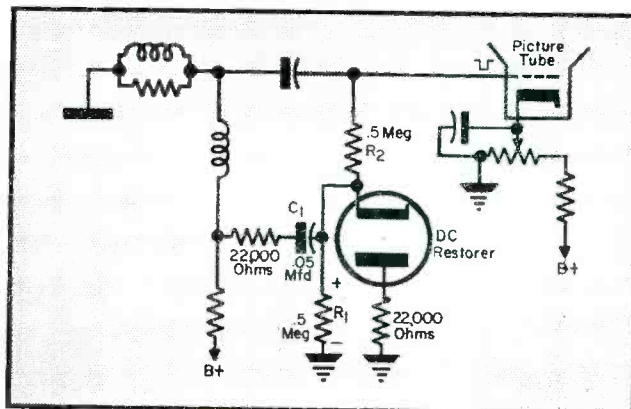 Picture
Tube
.5 Meg
R2
C1
22,000
Ohms
.05
Mfd
DC
Restorer
+
.5
Meg
R1
−
22,000
Ohms
B+
B+